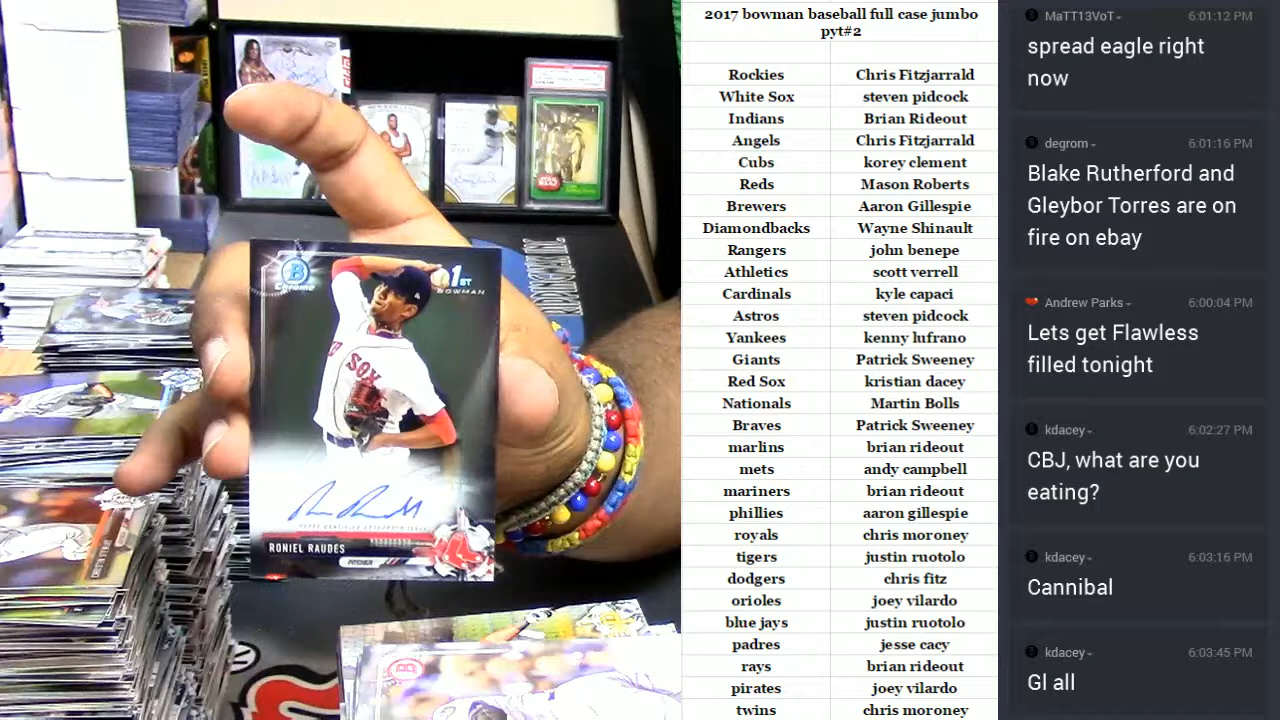 2017 bowman baseball full case jumbo
pyt#2
Rockies Chris Fitzjarrald
White Sox steven pidcock
Indians Brian Rideout
Angels Chris Fitzjarrald
Cubs korey clement
Reds Mason Roberts
Brewers Aaron Gillespie
Diamondbacks Wayne Shinault
Rangers john benepe
Athletics scott verrell
Cardinals kyle capaci
Astros steven pidcock
Yankees kenny lufrano
Giants Patrick Sweeney
Red Sox kristian dacey
Nationals Martin Bolls
Braves Patrick Sweeney
marlins brian rideout
mets andy campbell
mariners brian rideout
phillies aaron gillespie
royals chris moroney
tigers justin ruotolo
dodgers chris fitz
orioles joey vilardo
blue jays justin ruotolo
padres jesse cacy
rays brian rideout
pirates joey vilardo
twins chris moroney
MaTT13VoT 6:01:12 PM
spread eagle right
now
degrom 6:01:16 PM
Blake Rutherford and
Gleybor Torres are on
fire on ebay
Andrew Parks 6:00:04 PM
Lets get Flawless
filled tonight
kdacey 6:02:27 PM
CBJ, what are you
eating?
kdacey 6:03:16 PM
Cannibal
kdacey 6:03:45 PM
Gl all
B
Chrome
1ST
BOWMAN
SOX
RONIEL RAUDES
PITCHER
STAR WARS
B